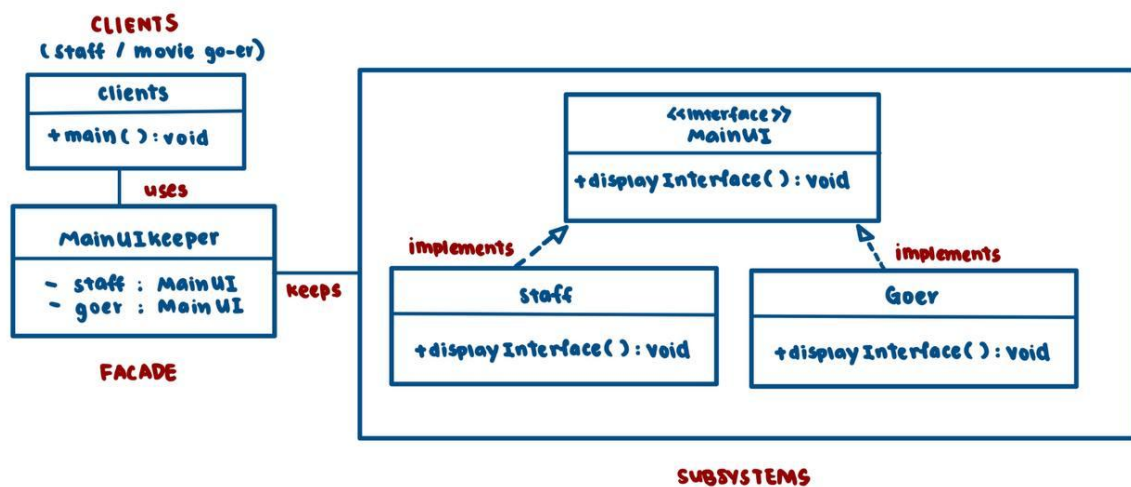 CLIENTS
(staff / movie go-er)
clients
+main( ) : void
uses
MainUIkeeper
- staff : MainUI
- goer : MainUI
FACADE
keeps
<<Interface>>
MainUI
+displayInterface( ) : void
implements
implements
Staff
+displayInterface( ) : void
Goer
+displayInterface( ) : void
SUBSYSTEMS